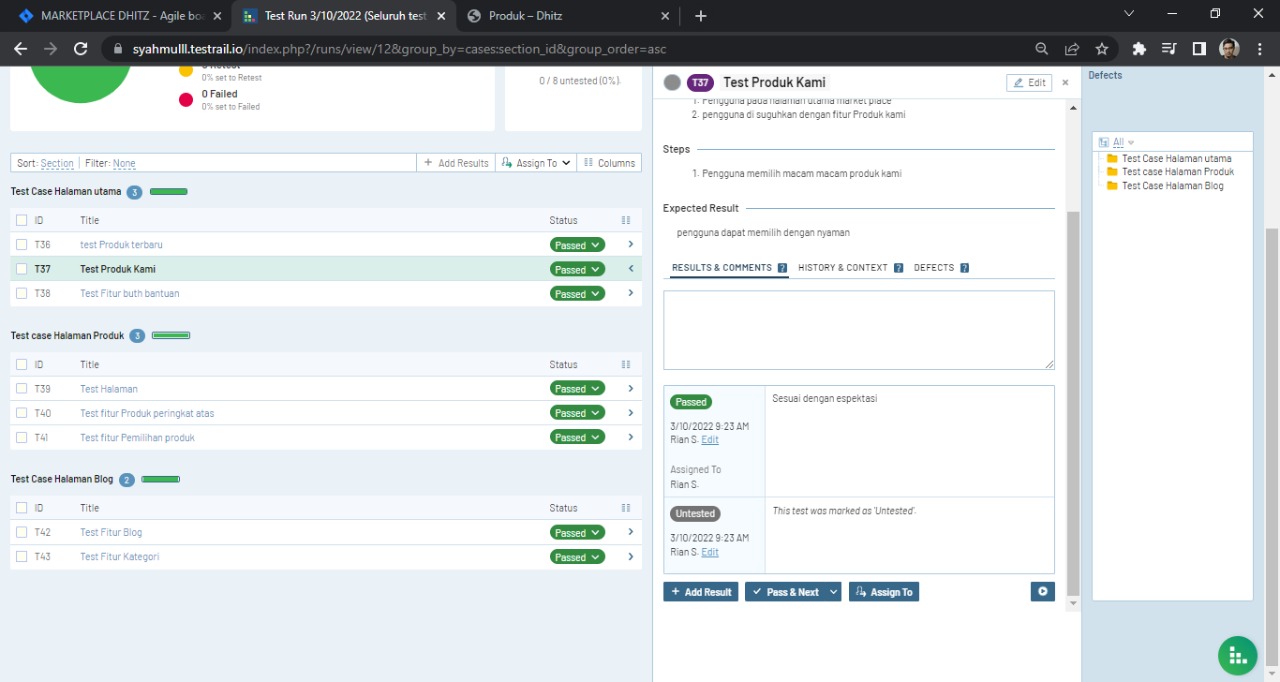 MARKETPLACE DHITZ - Agile boa
Test Run 3/10/2022 (Seluruh test
Produk – Dhitz
syahmulll.testrail.io/index.php?/runs/view/12&group_by=cases:section_id&group_order=asc
0% set to Retest
0 Failed
0% set to Failed
0 / 8 untested (0%).
Sort: Section
Filter: None
Add Results
Assign To
Columns
Test Case Halaman utama 3
ID Title Status
T36 test Produk terbaru Passed
T37 Test Produk Kami Passed
T38 Test Fitur buth bantuan Passed
Test case Halaman Produk 3
ID Title Status
T39 Test Halaman Passed
T40 Test fitur Produk peringkat atas Passed
T41 Test fitur Pemilihan produk Passed
Test Case Halaman Blog 2
ID Title Status
T42 Test Fitur Blog Passed
T43 Test Fitur Kategori Passed
T37 Test Produk Kami
Edit
1. Pengguna pada halaman utama market place
2. pengguna di suguhkan dengan fitur Produk kami
Steps
1. Pengguna memilih macam macam produk kami
Expected Result
pengguna dapat memilih dengan nyaman
RESULTS & COMMENTS ? HISTORY & CONTEXT ? DEFECTS ?
Passed
3/10/2022 9:23 AM
Rian S. Edit
Assigned To
Rian S.
Sesuai dengan espektasi
Untested
3/10/2022 9:23 AM
Rian S. Edit
This test was marked as 'Untested'.
+ Add Result
Pass & Next
Assign To
Defects
All
Test Case Halaman utama
Test case Halaman Produk
Test Case Halaman Blog